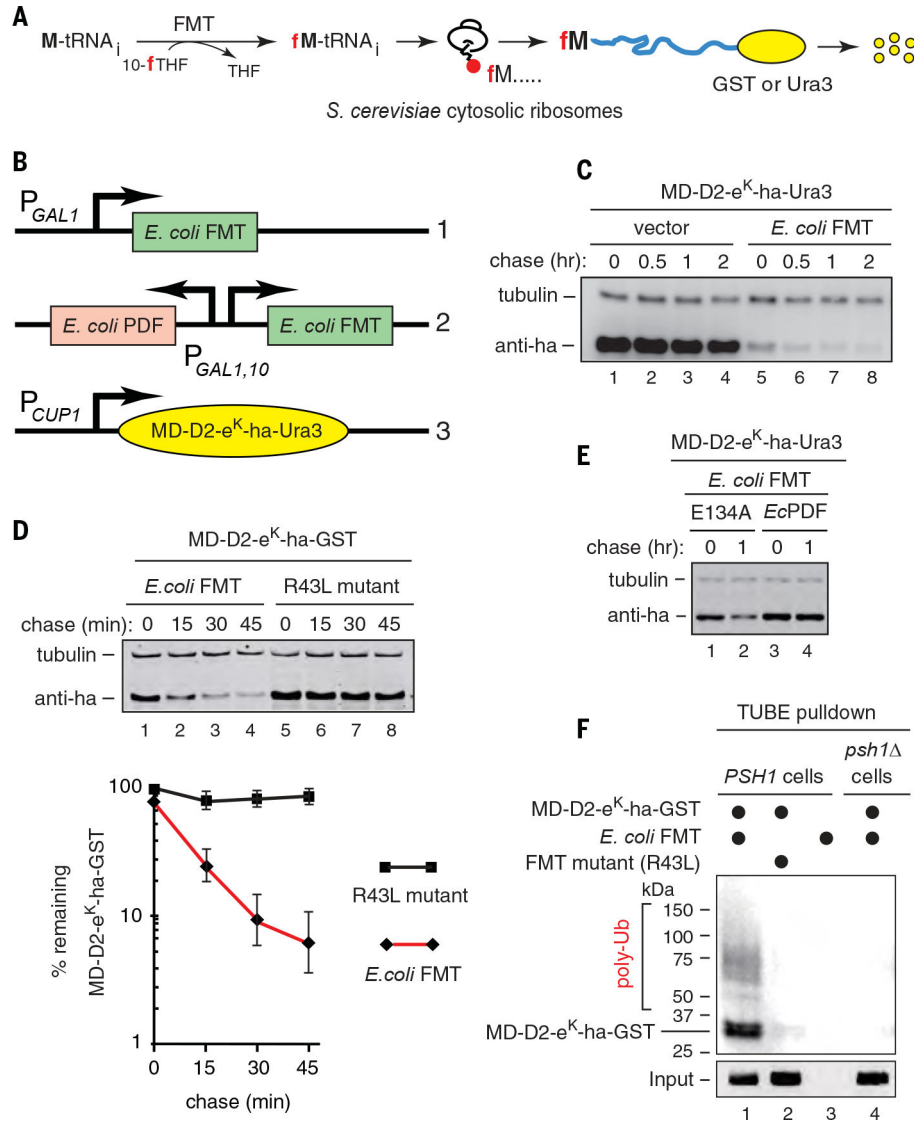 A
FMT
M-tRNAi
fM-tRNAi
10-fTHF
THF
fM.....
fM
GST or Ura3
S. cerevisiae cytosolic ribosomes
B
PGAL1
E. coli FMT
1
E. coli PDF
E. coli FMT
2
PGAL1,10
PCUP1
MD-D2-eK-ha-Ura3
3
C
MD-D2-eK-ha-Ura3
vector E. coli FMT
chase (hr): 0 0.5 1 2 0 0.5 1 2
tubulin
anti-ha
1 2 3 4 5 6 7 8
D
MD-D2-eK-ha-GST
E.coli FMT R43L mutant
chase (min): 0 15 30 45 0 15 30 45
tubulin
anti-ha
1 2 3 4 5 6 7 8
% remaining
MD-D2-eK-ha-GST
100
10
1
0 15 30 45
chase (min)
R43L mutant
E.coli FMT
E
MD-D2-eK-ha-Ura3
E. coli FMT
E134A EcPDF
chase (hr): 0 1 0 1
tubulin
anti-ha
1 2 3 4
F
TUBE pulldown
PSH1 cells
psh1Δ
cells
MD-D2-eK-ha-GST
E. coli FMT
FMT mutant (R43L)
kDa
poly-Ub
150
100
75
50
37
MD-D2-eK-ha-GST
25
Input
1 2 3 4